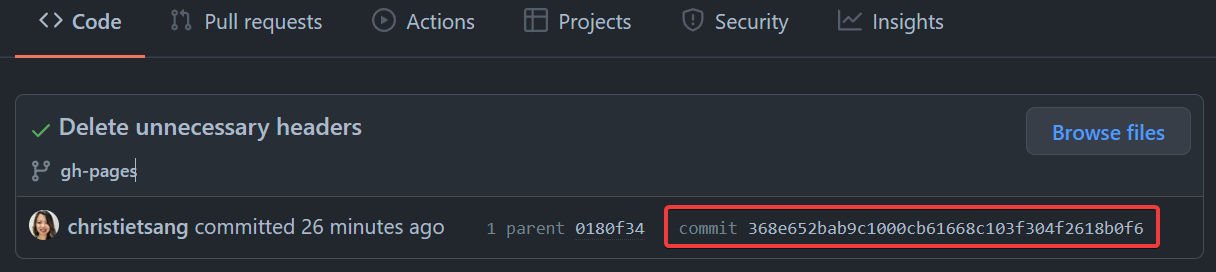 Code Pull requests Actions Projects Security Insights
Delete unnecessary headers
Browse files
gh-pages
christietsang committed 26 minutes ago 1 parent 0180f34 commit 368e652bab9c1000cb61668c103f304f2618b0f6